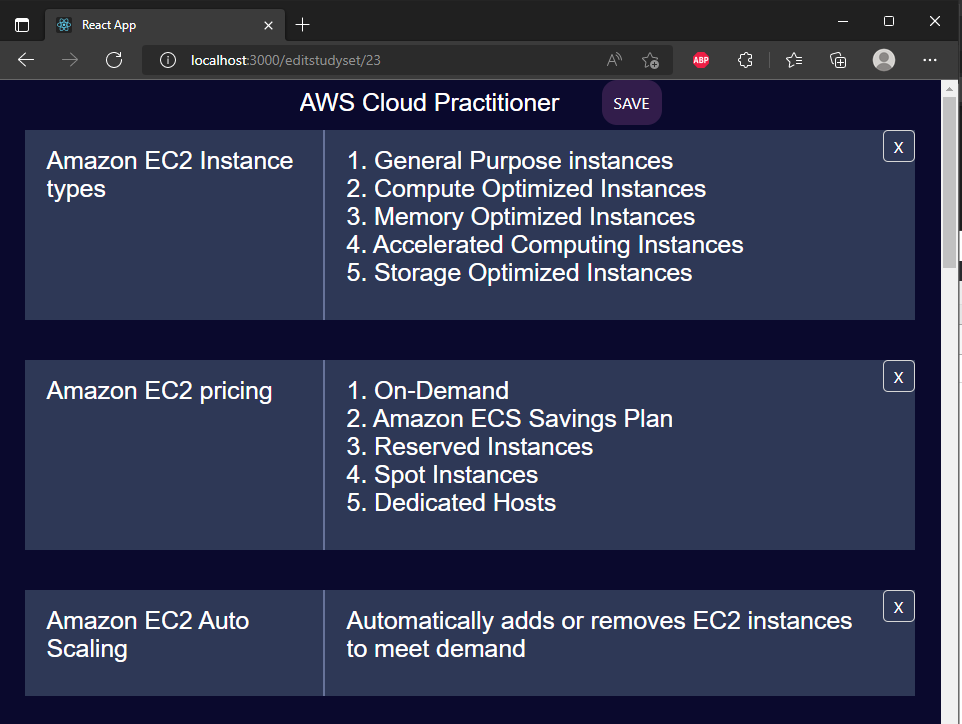 React App
localhost:3000/editstudyset/23
ABP
AWS Cloud Practitioner
SAVE
Amazon EC2 Instance
types
1. General Purpose instances
2. Compute Optimized Instances
3. Memory Optimized Instances
4. Accelerated Computing Instances
5. Storage Optimized Instances
X
Amazon EC2 pricing
1. On-Demand
2. Amazon ECS Savings Plan
3. Reserved Instances
4. Spot Instances
5. Dedicated Hosts
X
Amazon EC2 Auto
Scaling
Automatically adds or removes EC2 instances
to meet demand
X